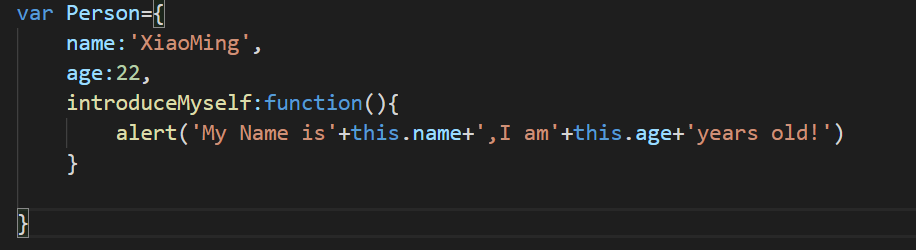 var Person={
    name:'XiaoMing',
    age:22,
    introduceMyself:function(){
        alert('My Name is'+this.name+',I am'+this.age+'years old!')
    }
}